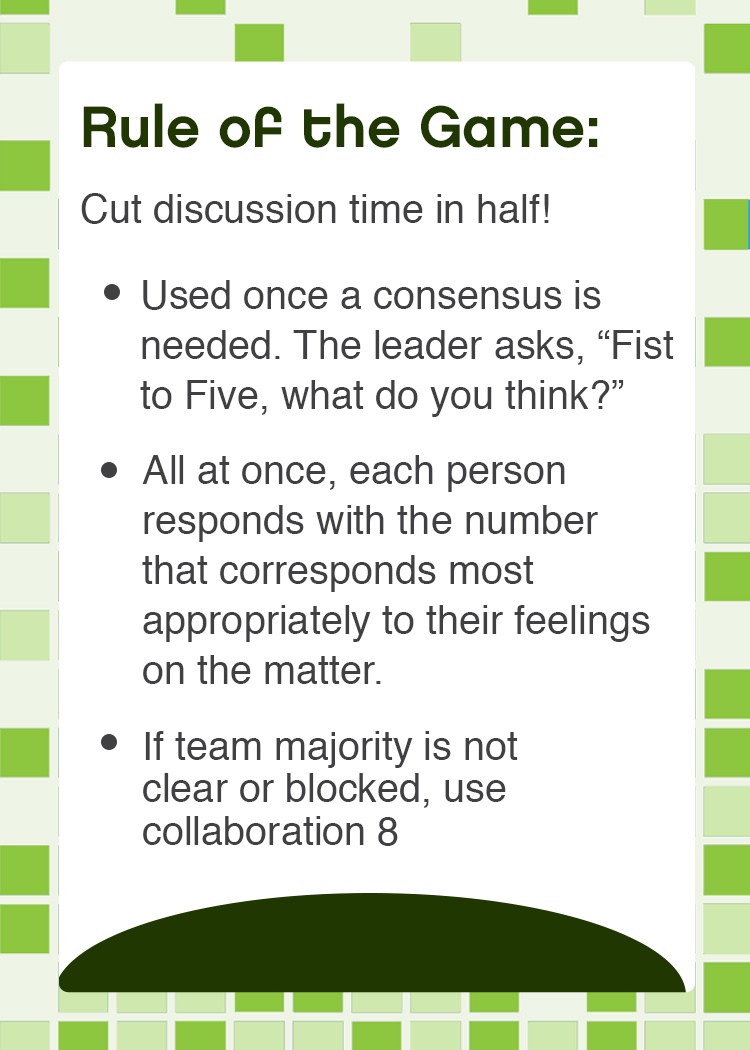 Rule of the Game:
Cut discussion time in half!
• Used once a consensus is
needed. The leader asks, “Fist
to Five, what do you think?”
• All at once, each person
responds with the number
that corresponds most
appropriately to their feelings
on the matter.
• If team majority is not
clear or blocked, use
collaboration 8